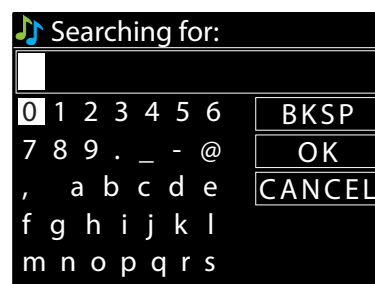 Searching for:
0 1 2 3 4 5 6 BKSP
7 8 9 . _ - @ OK
, a b c d e CANCEL
f g h i j k l
m n o p q r s